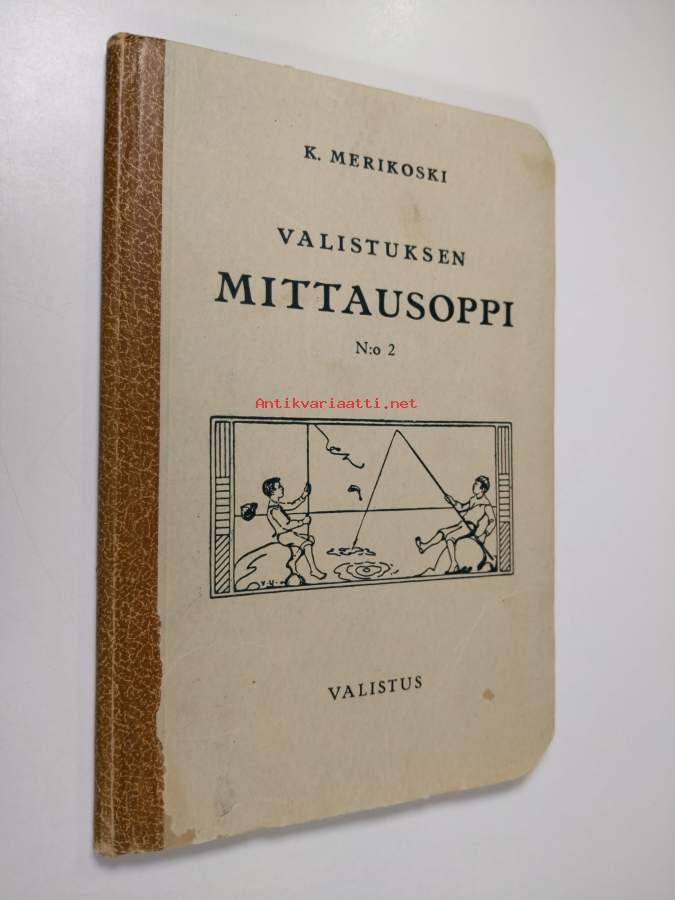 K. MERIKOSKI
VALISTUKSEN
MITTAUSOPPI
N:o 2
Antikvariaatti.net
V.Y.
VALISTUS